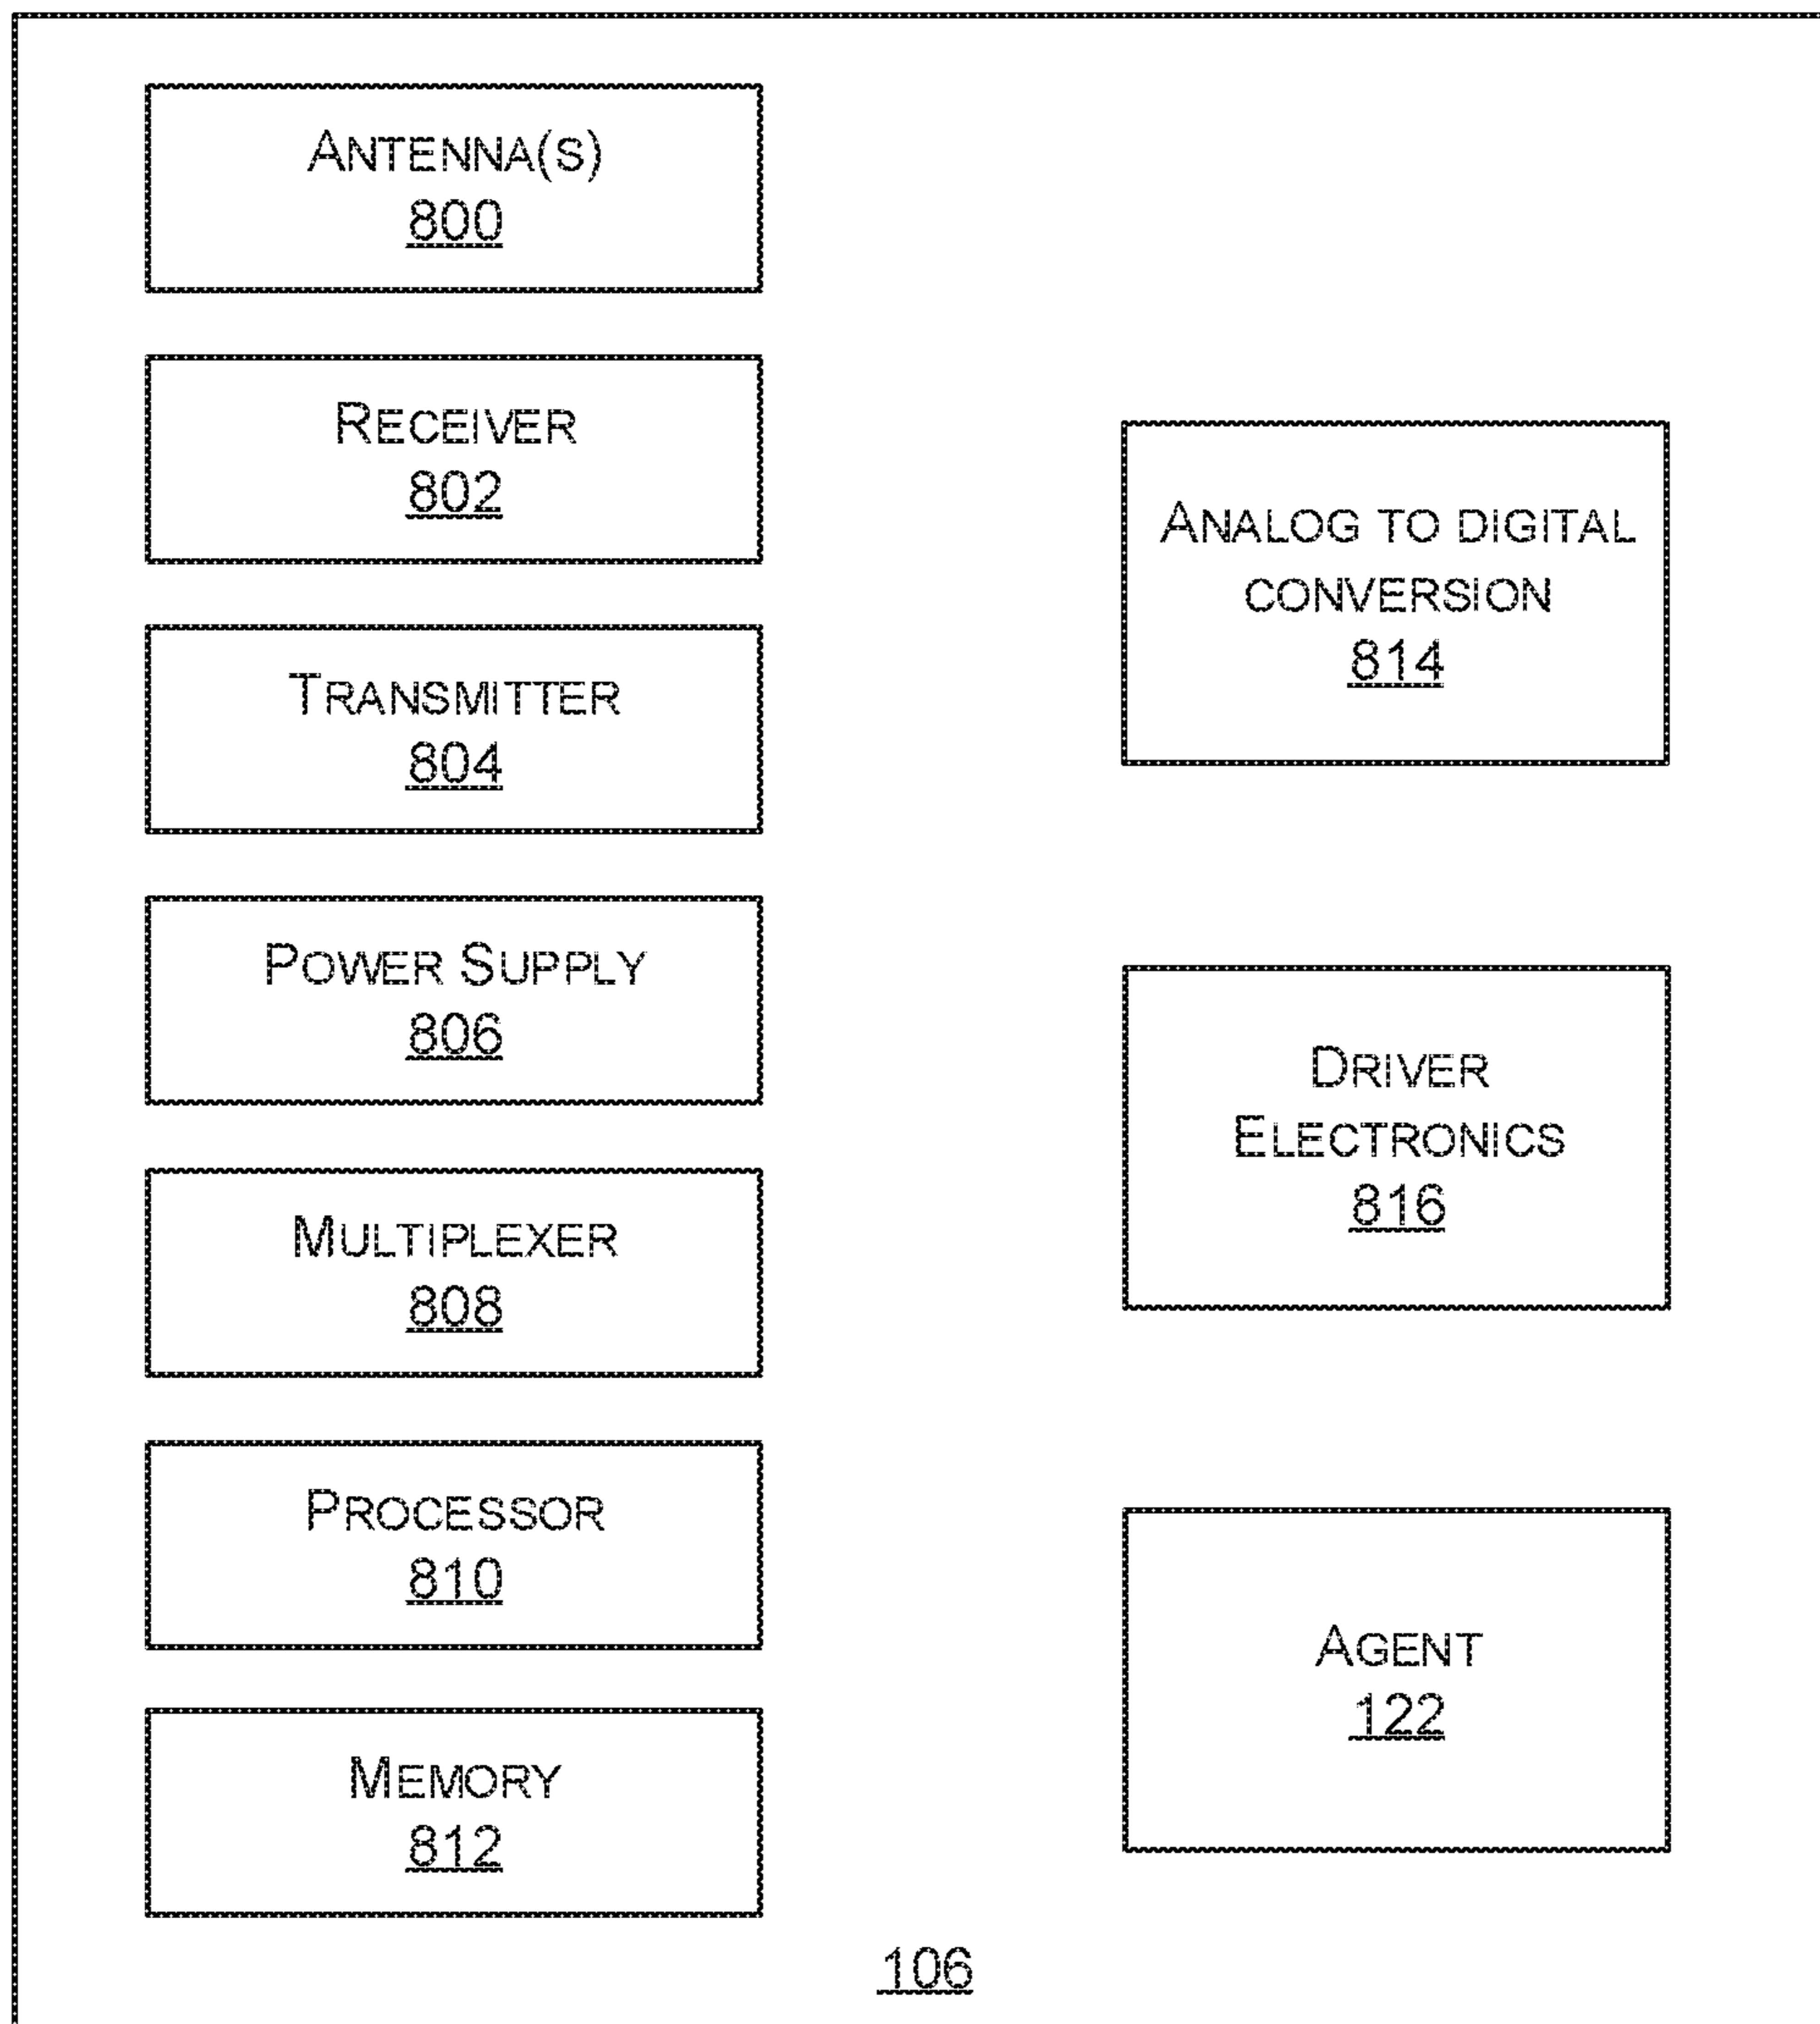 ANTENNA(S)
800
RECEIVER
802
TRANSMITTER
804
POWER SUPPLY
806
MULTIPLEXER
808
PROCESSOR
810
MEMORY
812
ANALOG TO DIGITAL
CONVERSION
814
DRIVER
ELECTRONICS
816
AGENT
122
106